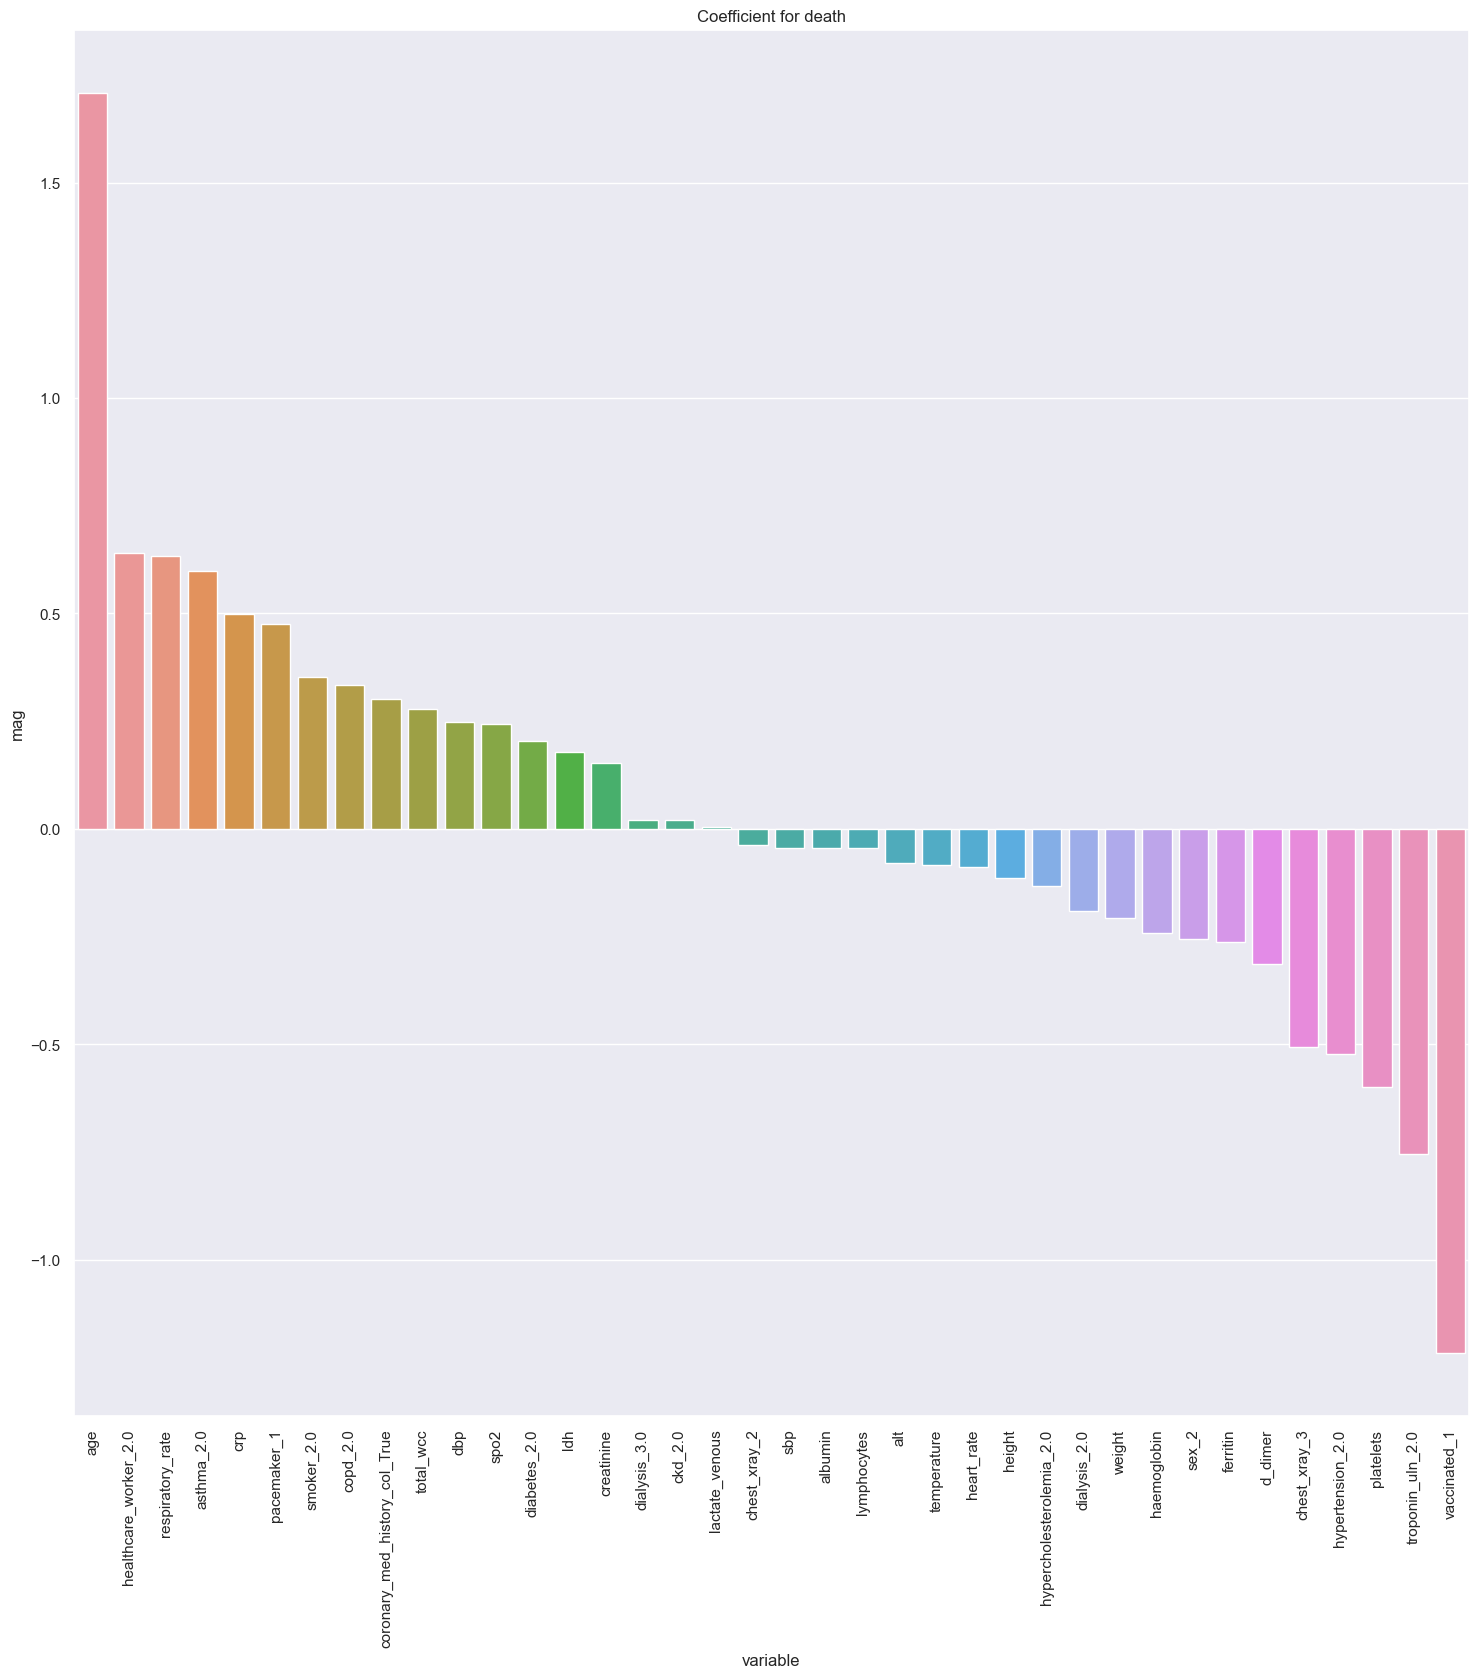 Coefficient for death
1.5
1.0
0.5
0.0
−0.5
−1.0
mag
age
healthcare_worker_2.0
respiratory_rate
asthma_2.0
crp
pacemaker_1
smoker_2.0
copd_2.0
coronary_med_history_col_True
total_wcc
dbp
spo2
diabetes_2.0
ldh
creatinine
dialysis_3.0
ckd_2.0
lactate_venous
chest_xray_2
sbp
albumin
lymphocytes
alt
temperature
heart_rate
height
hypercholesterolemia_2.0
dialysis_2.0
weight
haemoglobin
sex_2
ferritin
d_dimer
chest_xray_3
hypertension_2.0
platelets
troponin_uln_2.0
vaccinated_1
variable